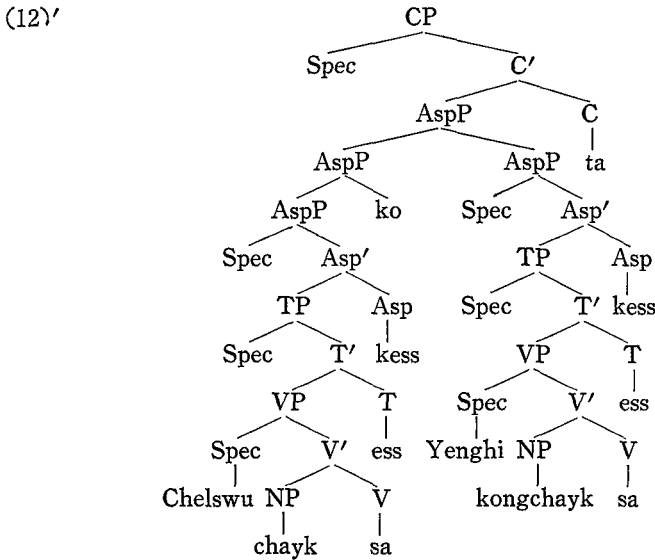 (12)′ CP
Spec C′
AspP C
AspP AspP ta
AspP ko Spec Asp′
Spec Asp′ TP Asp
TP Asp Spec T′ kess
Spec T′ kess VP T
VP T Spec V′ ess
Spec V′ ess Yenghi NP V
Chelswu NP V kongchayk sa
chayk sa